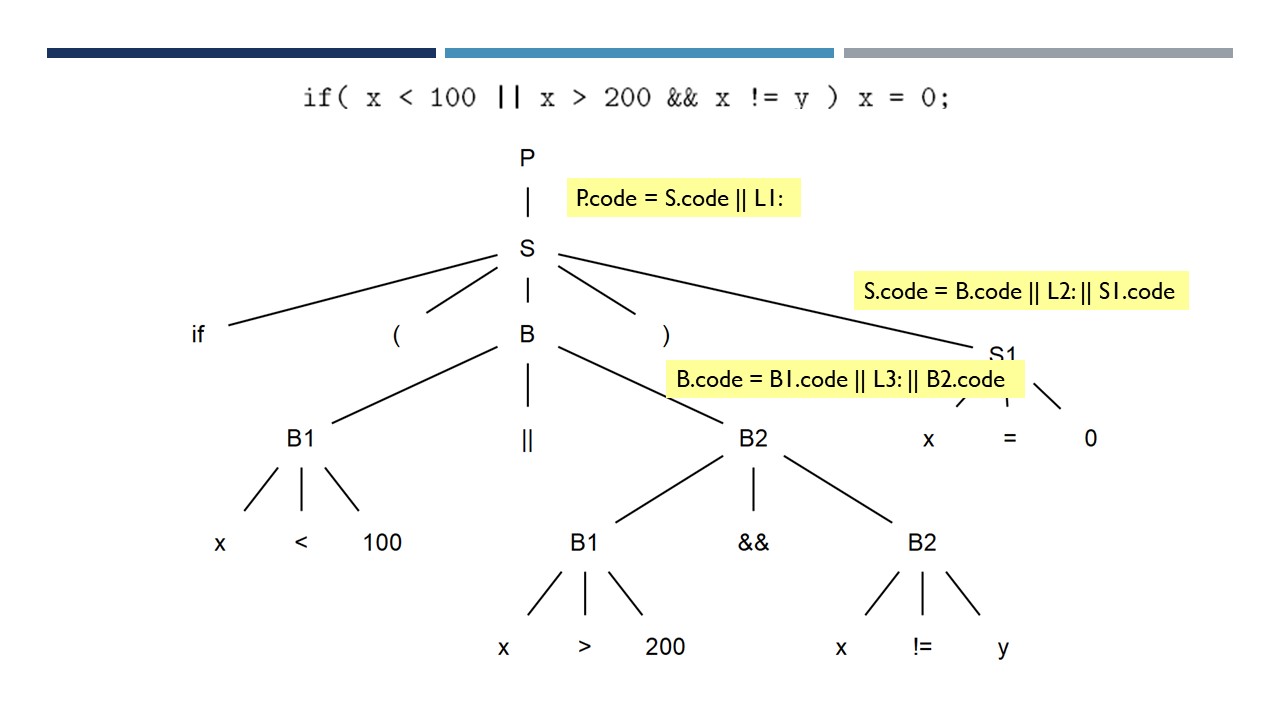 if( x < 100 || x > 200 && x != y ) x = 0;
P
P.code = S.code || L1:
S
S.code = B.code || L2: || S1.code
if ( B ) S1
B.code = B1.code || L3: || B2.code
B1 || B2 x = 0
x < 100 B1 && B2
x > 200 x != y